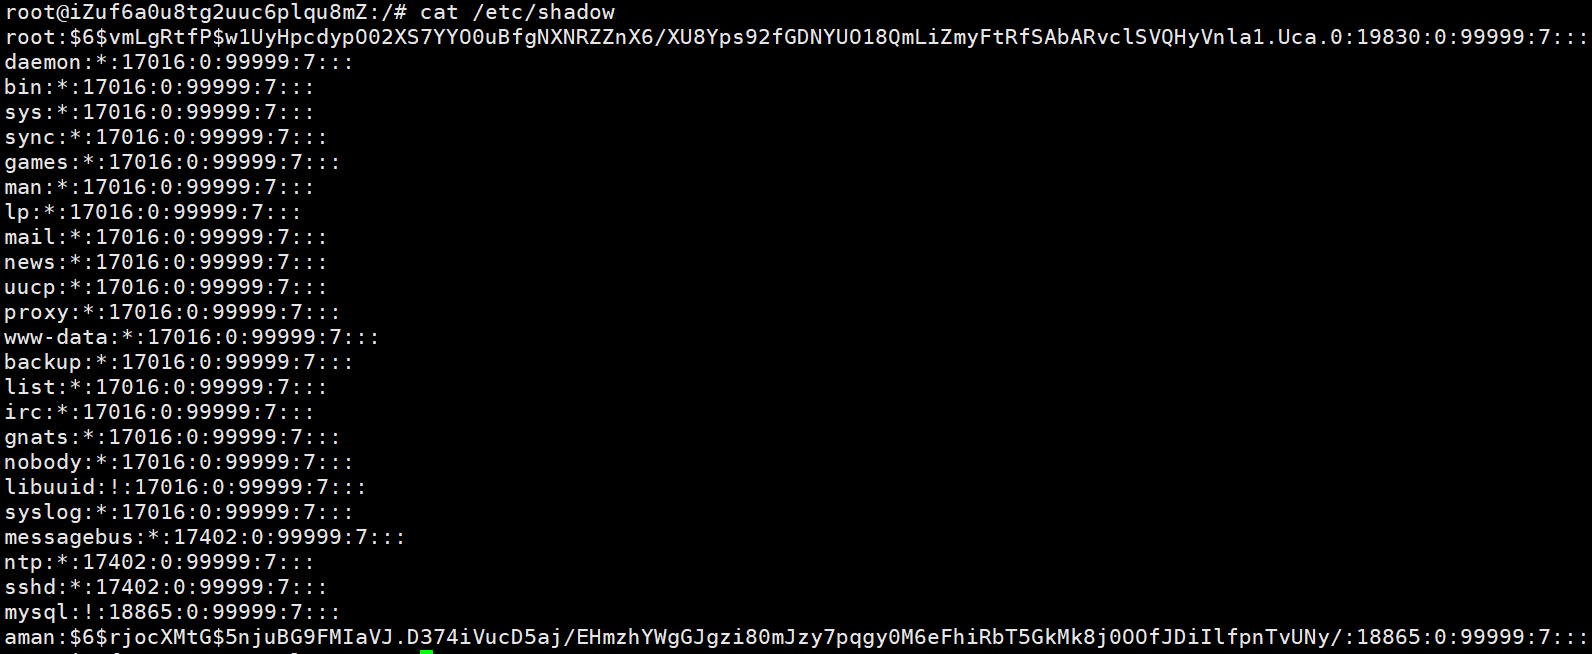 root@iZuf6a0u8tg2uuc6plqu8mZ:/# cat /etc/shadow
root:$6$vmLgRtfP$w1UyHpcdypO02XS7YYO0uBfgNXNRZZnX6/XU8Yps92fGDNYUO18QmLiZmyFtRfSAbARvclSVQHyVnla1.Uca.0:19830:0:99999:7:::
daemon:*:17016:0:99999:7:::
bin:*:17016:0:99999:7:::
sys:*:17016:0:99999:7:::
sync:*:17016:0:99999:7:::
games:*:17016:0:99999:7:::
man:*:17016:0:99999:7:::
lp:*:17016:0:99999:7:::
mail:*:17016:0:99999:7:::
news:*:17016:0:99999:7:::
uucp:*:17016:0:99999:7:::
proxy:*:17016:0:99999:7:::
www-data:*:17016:0:99999:7:::
backup:*:17016:0:99999:7:::
list:*:17016:0:99999:7:::
irc:*:17016:0:99999:7:::
gnats:*:17016:0:99999:7:::
nobody:*:17016:0:99999:7:::
libuuid:!:17016:0:99999:7:::
syslog:*:17016:0:99999:7:::
messagebus:*:17402:0:99999:7:::
ntp:*:17402:0:99999:7:::
sshd:*:17402:0:99999:7:::
mysql:!:18865:0:99999:7:::
aman:$6$rjocXMtG$5njuBG9FMIaVJ.D374iVucD5aj/EHmzhYWgGJgzi80mJzy7pqgy0M6eFhiRbT5GkMk8j0OOfJDiIlfpnTvUNy/:18865:0:99999:7:::